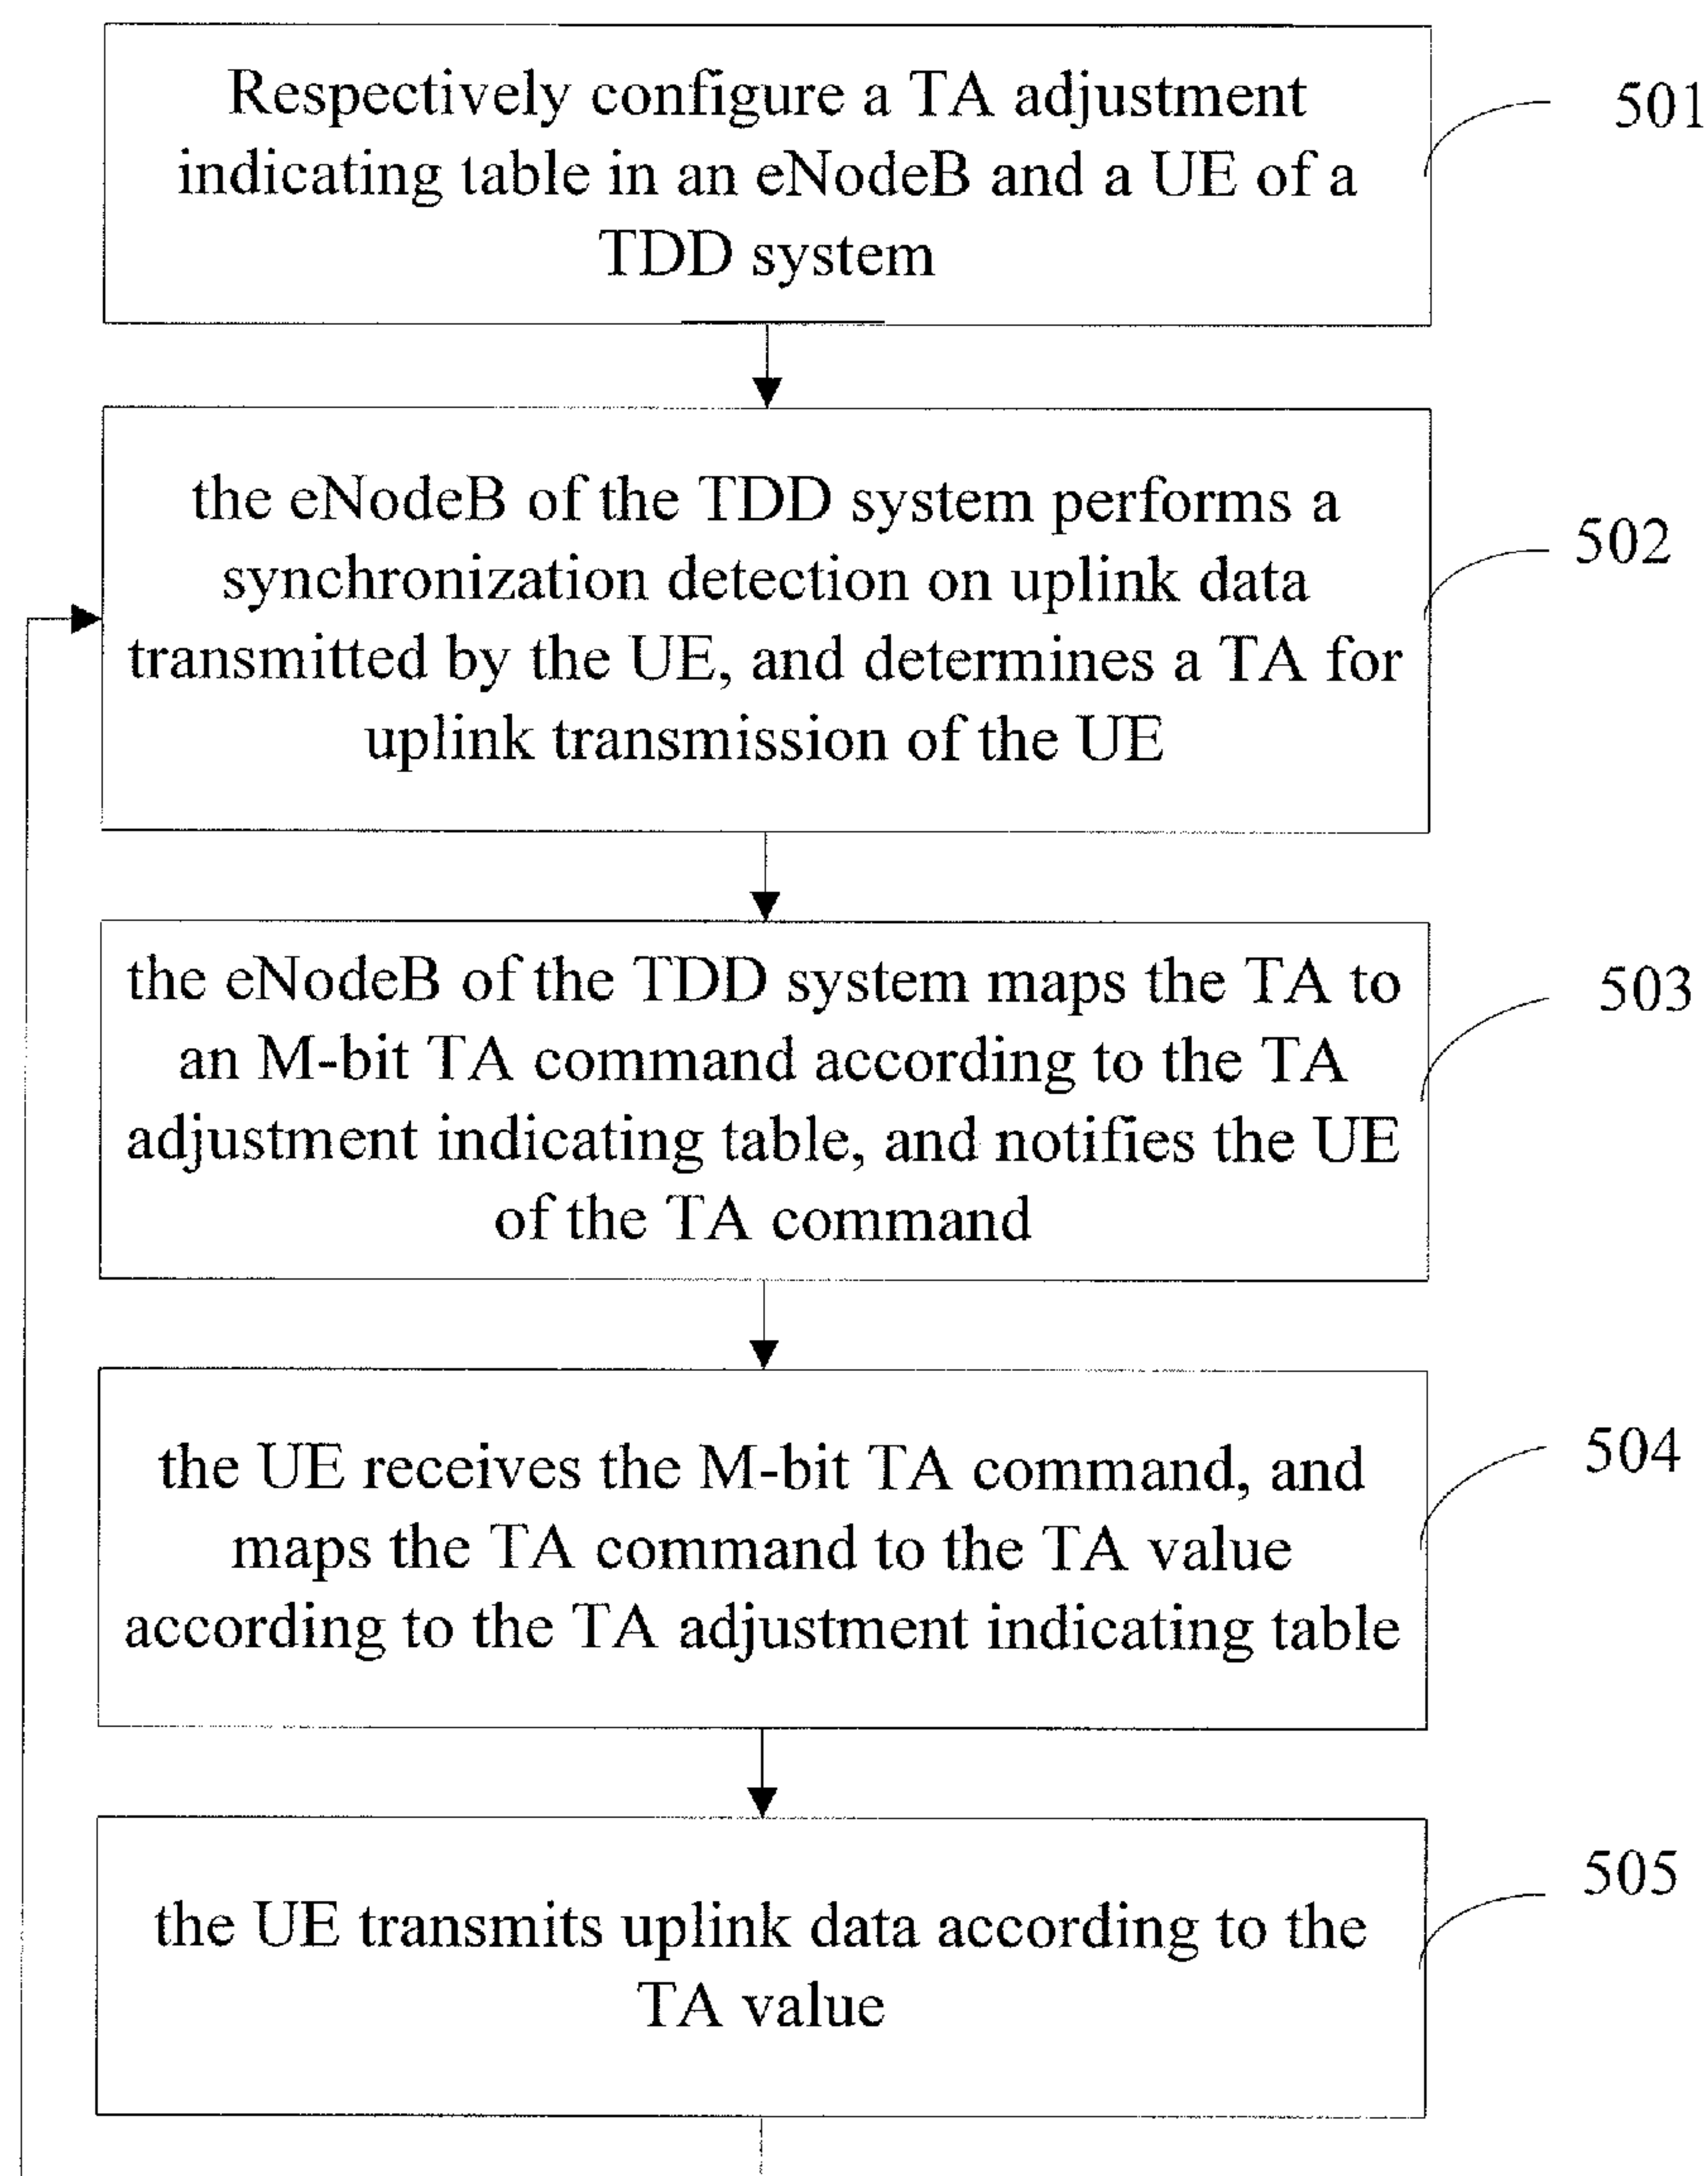 Respectively configure a TA adjustment
indicating table in an eNodeB and a UE of a
TDD system
501
the eNodeB of the TDD system performs a
synchronization detection on uplink data
transmitted by the UE, and determines a TA for
uplink transmission of the UE
502
the eNodeB of the TDD system maps the TA to
an M-bit TA command according to the TA
adjustment indicating table, and notifies the UE
of the TA command
503
the UE receives the M-bit TA command, and
maps the TA command to the TA value
according to the TA adjustment indicating table
504
the UE transmits uplink data according to the
TA value
505